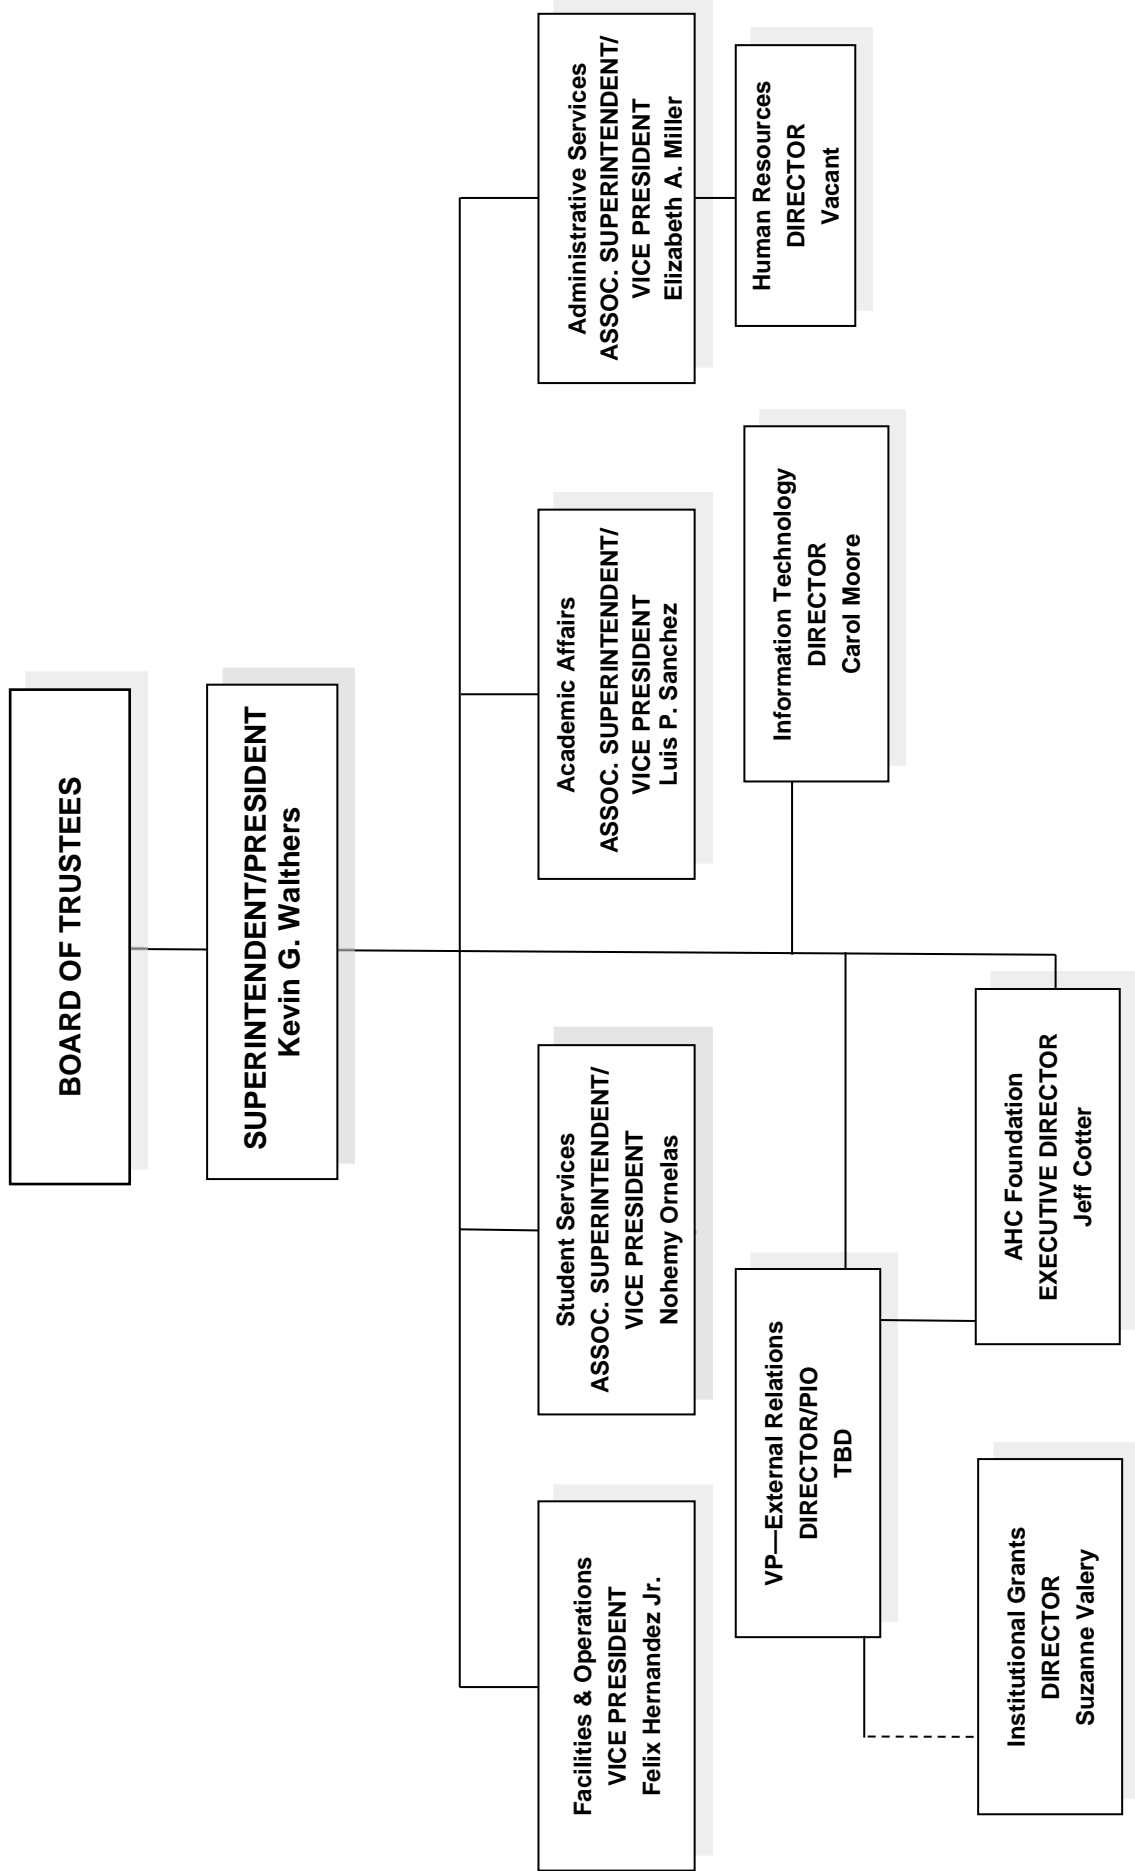 BOARD OF TRUSTEES
SUPERINTENDENT/PRESIDENT
Kevin G. Walthers
Facilities & Operations
VICE PRESIDENT
Felix Hernandez Jr.
Student Services
ASSOC. SUPERINTENDENT/
VICE PRESIDENT
Nohemy Ornelas
Academic Affairs
ASSOC. SUPERINTENDENT/
VICE PRESIDENT
Luis P. Sanchez
Administrative Services
ASSOC. SUPERINTENDENT/
VICE PRESIDENT
Elizabeth A. Miller
VP—External Relations
DIRECTOR/PIO
TBD
Information Technology
DIRECTOR
Carol Moore
Human Resources
DIRECTOR
Vacant
Institutional Grants
DIRECTOR
Suzanne Valery
AHC Foundation
EXECUTIVE DIRECTOR
Jeff Cotter